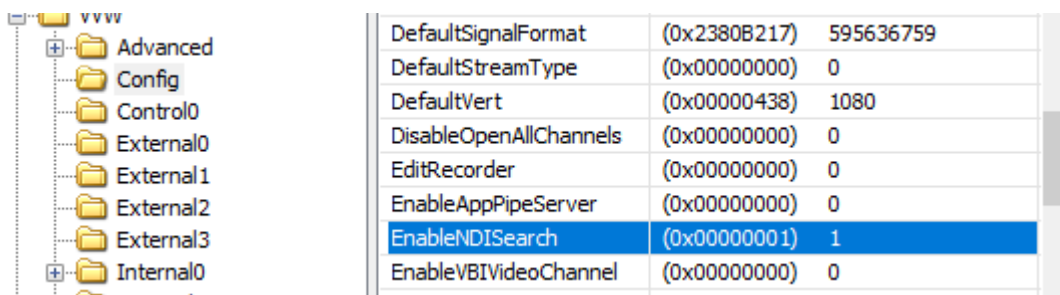 VVW
Advanced
Config
Control0
External0
External1
External2
External3
Internal0
DefaultSignalFormat (0x2380B217) 595636759
DefaultStreamType (0x00000000) 0
DefaultVert (0x00000438) 1080
DisableOpenAllChannels (0x00000000) 0
EditRecorder (0x00000000) 0
EnableAppPipeServer (0x00000000) 0
EnableNDISearch (0x00000001) 1
EnableVBIVideoChannel (0x00000000) 0